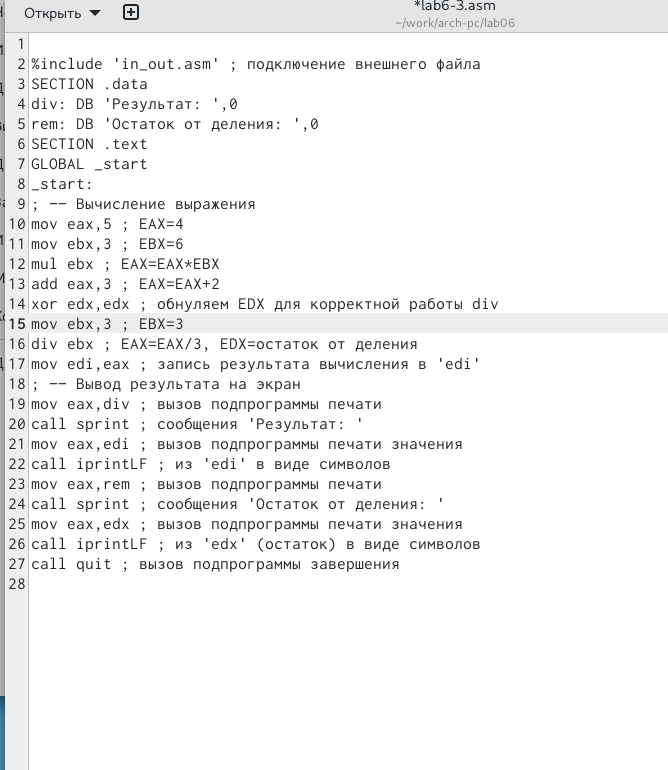 Открыть
*lab6-3.asm
~/work/arch-pc/lab06
1
2 %include 'in_out.asm' ; подключение внешнего файла
3 SECTION .data
4 div: DB 'Результат: ',0
5 rem: DB 'Остаток от деления: ',0
6 SECTION .text
7 GLOBAL _start
8 _start:
9 ; -- Вычисление выражения
10 mov eax,5 ; EAX=4
11 mov ebx,3 ; EBX=6
12 mul ebx ; EAX=EAX*EBX
13 add eax,3 ; EAX=EAX+2
14 xor edx,edx ; обнуляем EDX для корректной работы div
15 mov ebx,3 ; EBX=3
16 div ebx ; EAX=EAX/3, EDX=остаток от деления
17 mov edi,eax ; запись результата вычисления в 'edi'
18 ; -- Вывод результата на экран
19 mov eax,div ; вызов подпрограммы печати
20 call sprint ; сообщения 'Результат: '
21 mov eax,edi ; вызов подпрограммы печати значения
22 call iprintLF ; из 'edi' в виде символов
23 mov eax,rem ; вызов подпрограммы печати
24 call sprint ; сообщения 'Остаток от деления: '
25 mov eax,edx ; вызов подпрограммы печати значения
26 call iprintLF ; из 'edx' (остаток) в виде символов
27 call quit ; вызов подпрограммы завершения
28